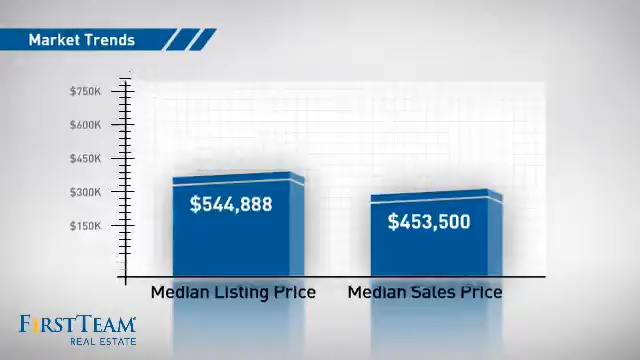 Market Trends
$750K
$600K
$450K
$300K
$150K
$544,888
$453,500
Median Listing Price
Median Sales Price
FIRSTTEAM®
REAL ESTATE